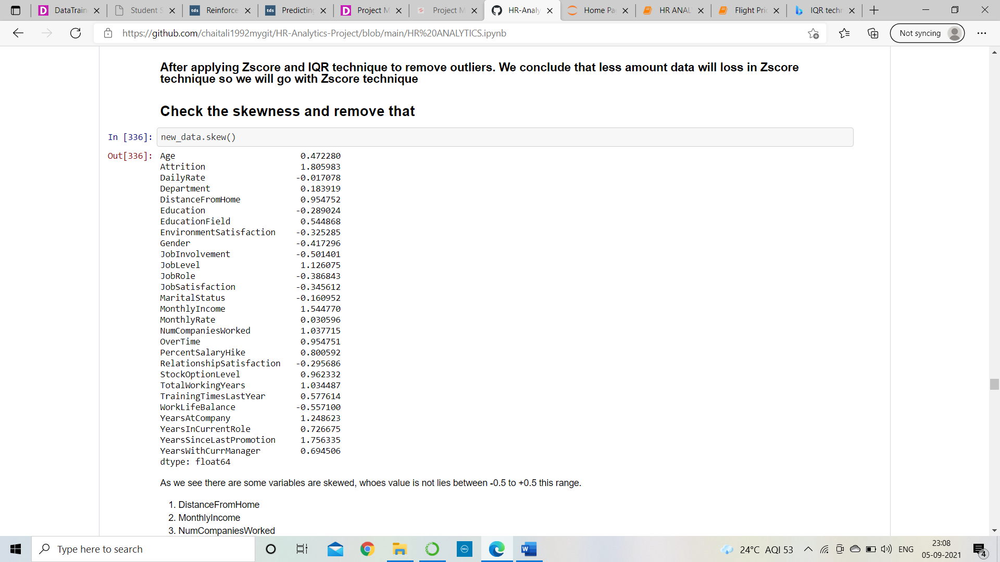 DataTrain
Student S
tds Reinforce
tds Predicting
Project M
Project M
HR-Analy
Home Pa
HR ANAL
Flight Pri
IQR techn
https://github.com/chaitali1992mygit/HR-Analytics-Project/blob/main/HR%20ANALYTICS.ipynb
Not syncing
After applying Zscore and IQR technique to remove outliers. We conclude that less amount data will loss in Zscore
technique so we will go with Zscore technique
Check the skewness and remove that
In [336]: new_data.skew()
Out[336]: Age 0.472280
Attrition 1.805983
DailyRate -0.017078
Department 0.183919
DistanceFromHome 0.954752
Education -0.289024
EducationField 0.544868
EnvironmentSatisfaction -0.325285
Gender -0.417296
JobInvolvement -0.501401
JobLevel 1.126075
JobRole -0.386843
JobSatisfaction -0.345612
MaritalStatus -0.160952
MonthlyIncome 1.544770
MonthlyRate 0.030596
NumCompaniesWorked 1.037715
OverTime 0.954751
PercentSalaryHike 0.800592
RelationshipSatisfaction -0.295686
StockOptionLevel 0.962332
TotalWorkingYears 1.034487
TrainingTimesLastYear 0.577614
WorkLifeBalance -0.557100
YearsAtCompany 1.248623
YearsInCurrentRole 0.726675
YearsSinceLastPromotion 1.756335
YearsWithCurrManager 0.694506
dtype: float64
As we see there are some variables are skewed, whoes value is not lies between -0.5 to +0.5 this range.
1. DistanceFromHome
2. MonthlyIncome
3. NumCompaniesWorked
Type here to search
24°C AQI 53
ENG
23:08
05-09-2021
4